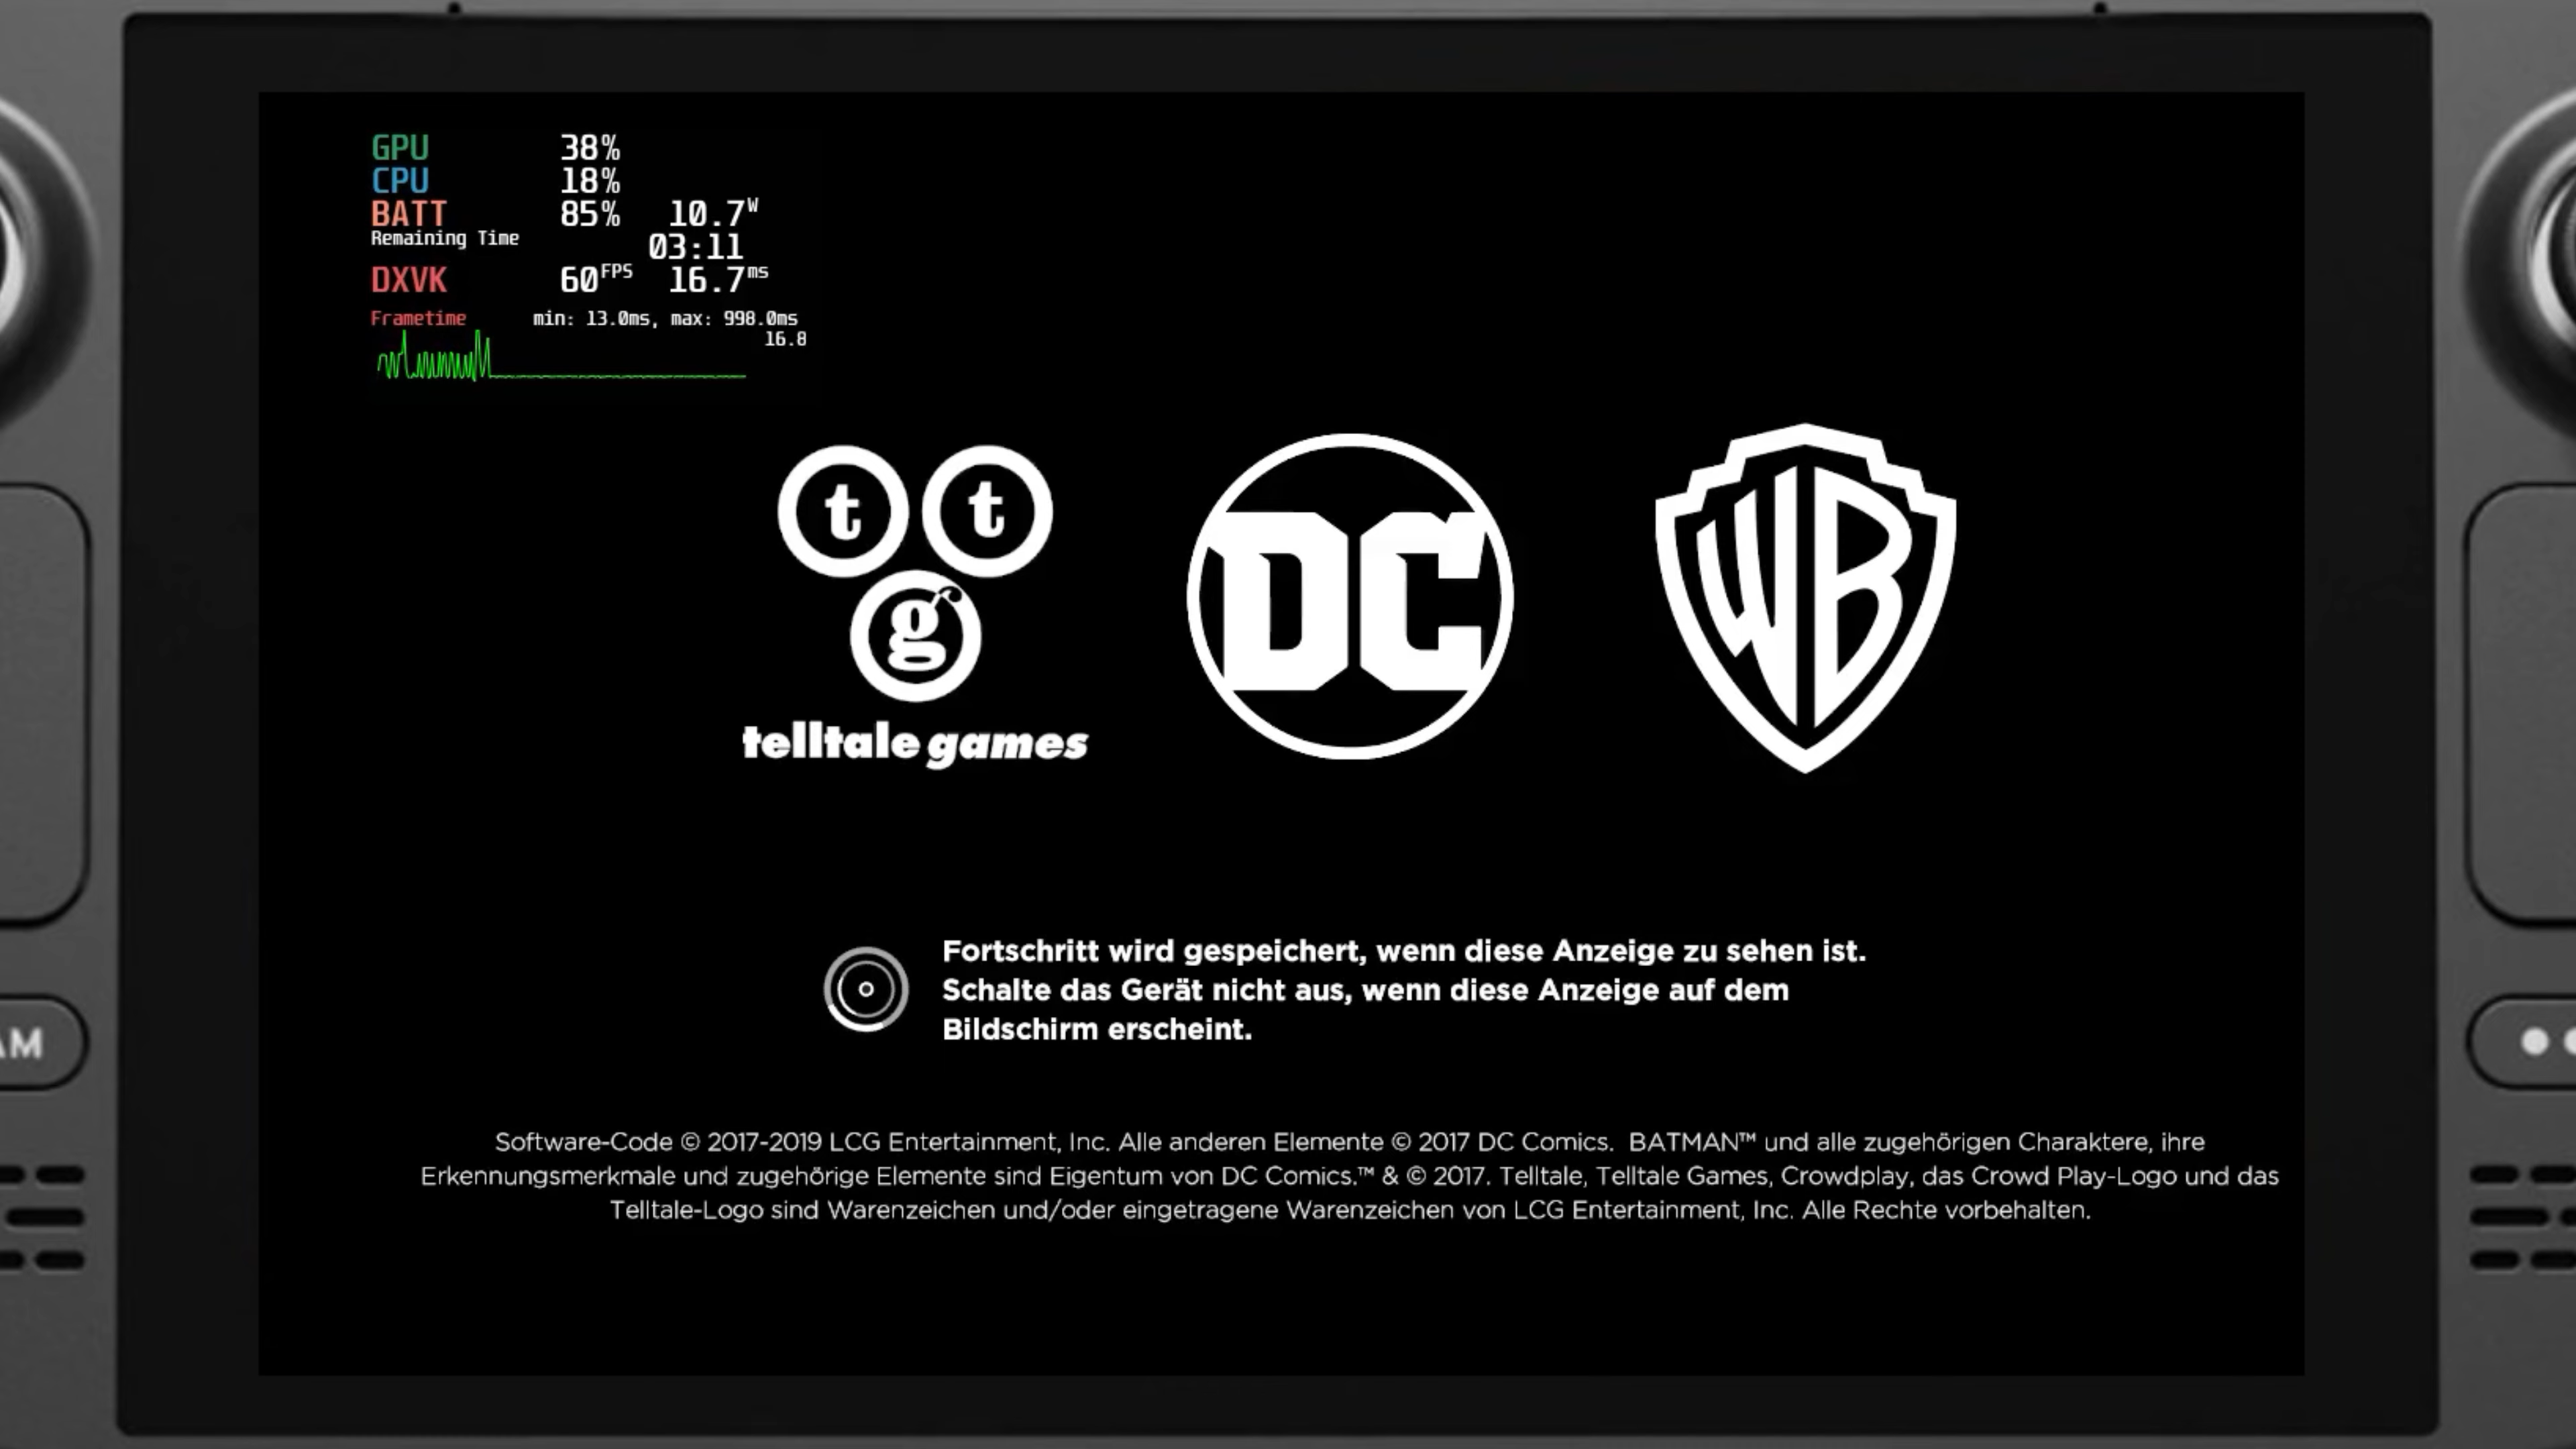 GPU 38%
CPU 18%
BATT 85% 10.7W
Remaining Time 03:11
DXVK 60FPS 16.7ms
Frametime min: 13.0ms, max: 998.0ms
16.8
t t
g
telltale games
DC
WB
Fortschritt wird gespeichert, wenn diese Anzeige zu sehen ist.
Schalte das Gerät nicht aus, wenn diese Anzeige auf dem
Bildschirm erscheint.
AM
Software-Code © 2017-2019 LCG Entertainment, Inc. Alle anderen Elemente © 2017 DC Comics. BATMAN™ und alle zugehörigen Charaktere, ihre
Erkennungsmerkmale und zugehörige Elemente sind Eigentum von DC Comics.™ & © 2017. Telltale, Telltale Games, Crowdplay, das Crowd Play-Logo und das
Telltale-Logo sind Warenzeichen und/oder eingetragene Warenzeichen von LCG Entertainment, Inc. Alle Rechte vorbehalten.